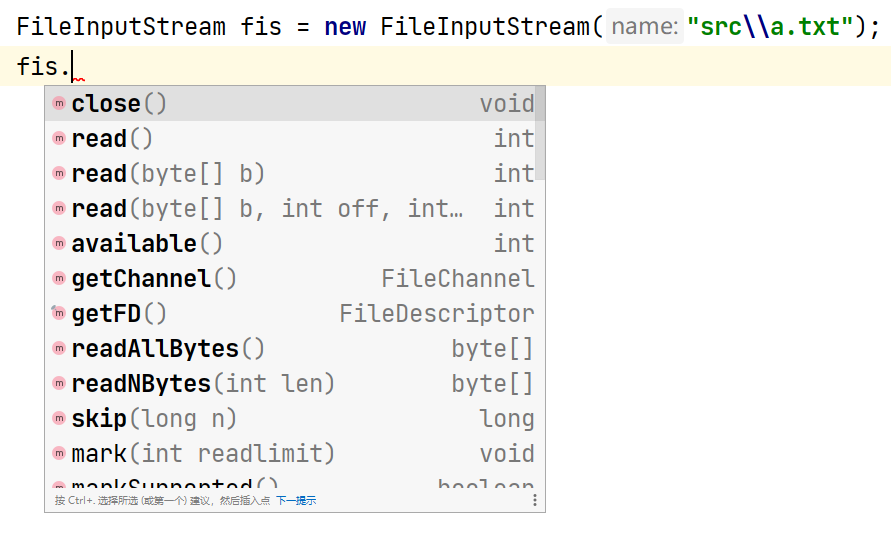 FileInputStream fis = new FileInputStream( name: "src\\a.txt");
fis.
m close() void
m read() int
m read(byte[] b) int
m read(byte[] b, int off, int… int
m available() int
m getChannel() FileChannel
m getFD() FileDescriptor
m readAllBytes() byte[]
m readNBytes(int len) byte[]
m skip(long n) long
m mark(int readlimit) void
m markSupported() boolean
按 Ctrl+. 选择所选 (或第一个) 建议，然后插入点 下一提示